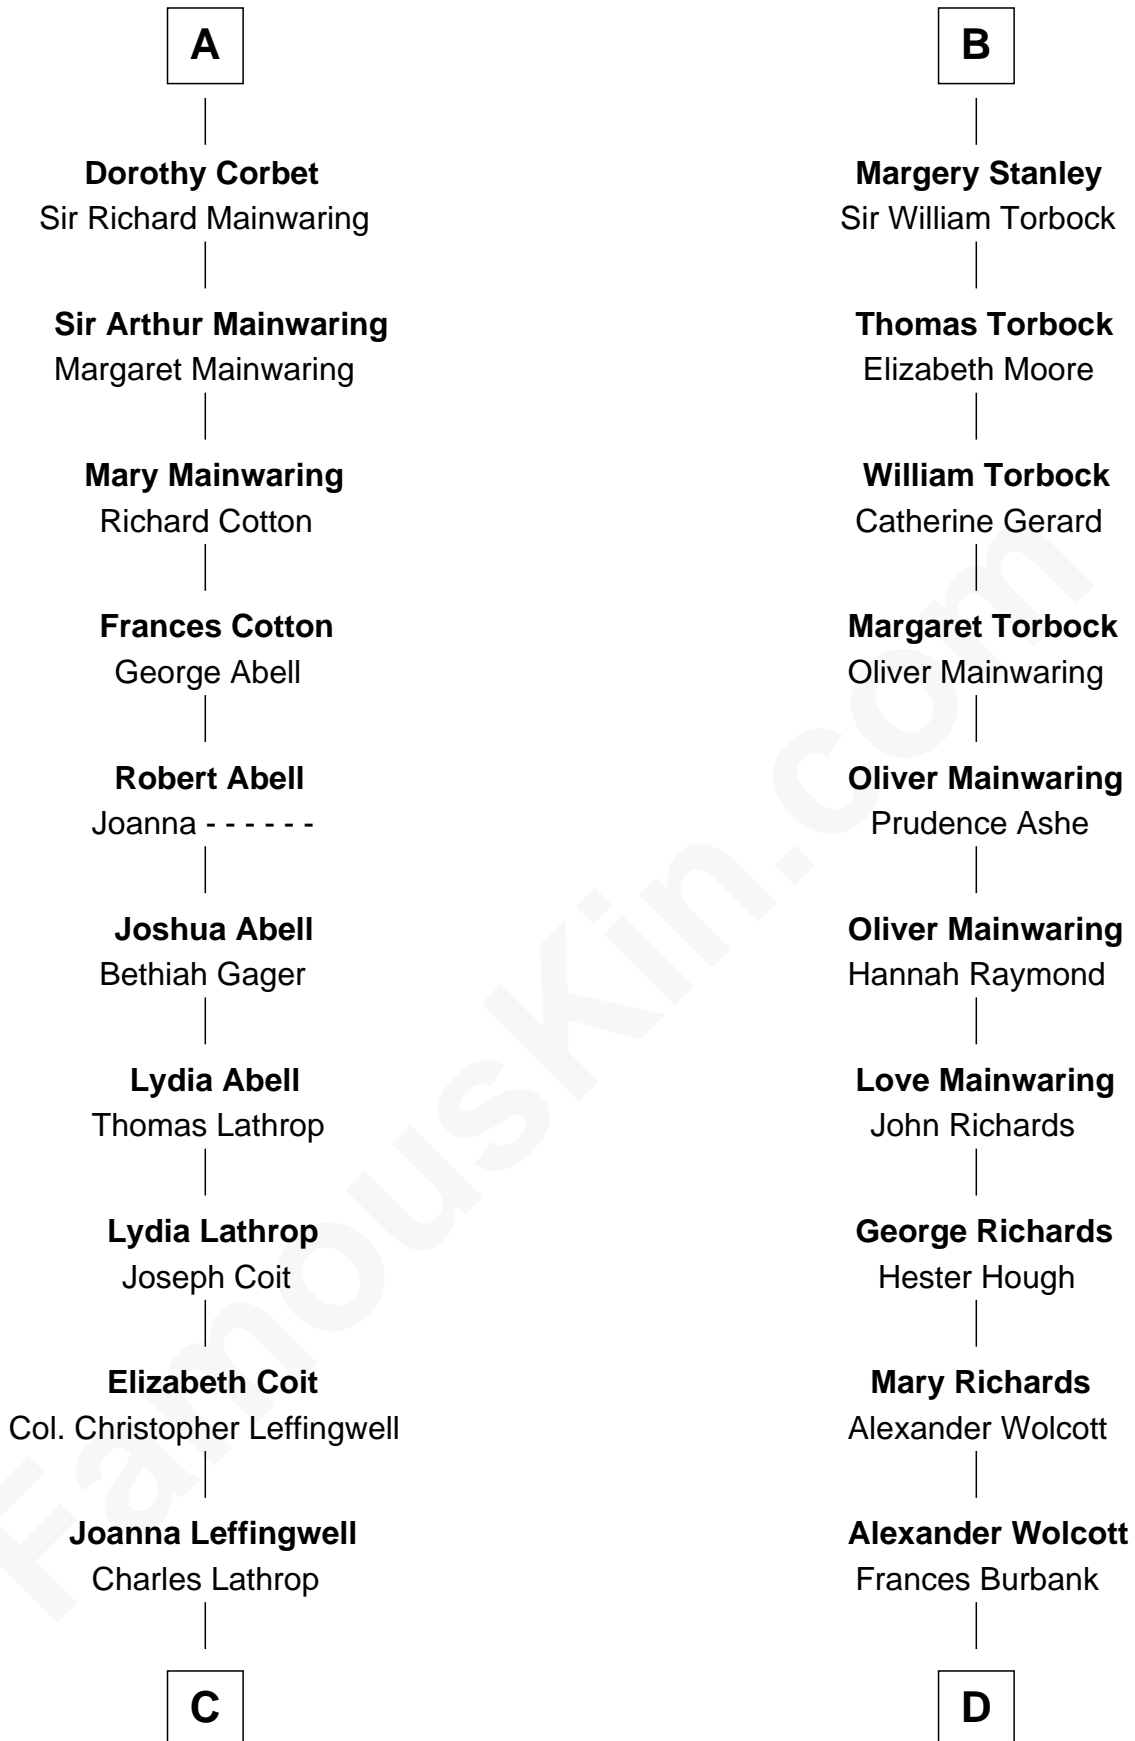 A
Dorothy Corbet
Sir Richard Mainwaring
Sir Arthur Mainwaring
Margaret Mainwaring
Mary Mainwaring
Richard Cotton
Frances Cotton
George Abell
Robert Abell
Joanna - - - - - -
Joshua Abell
Bethiah Gager
Lydia Abell
Thomas Lathrop
Lydia Lathrop
Joseph Coit
Elizabeth Coit
Col. Christopher Leffingwell
Joanna Leffingwell
Charles Lathrop
C
B
Margery Stanley
Sir William Torbock
Thomas Torbock
Elizabeth Moore
William Torbock
Catherine Gerard
Margaret Torbock
Oliver Mainwaring
Oliver Mainwaring
Prudence Ashe
Oliver Mainwaring
Hannah Raymond
Love Mainwaring
John Richards
George Richards
Hester Hough
Mary Richards
Alexander Wolcott
Alexander Wolcott
Frances Burbank
D
FamousKin.com